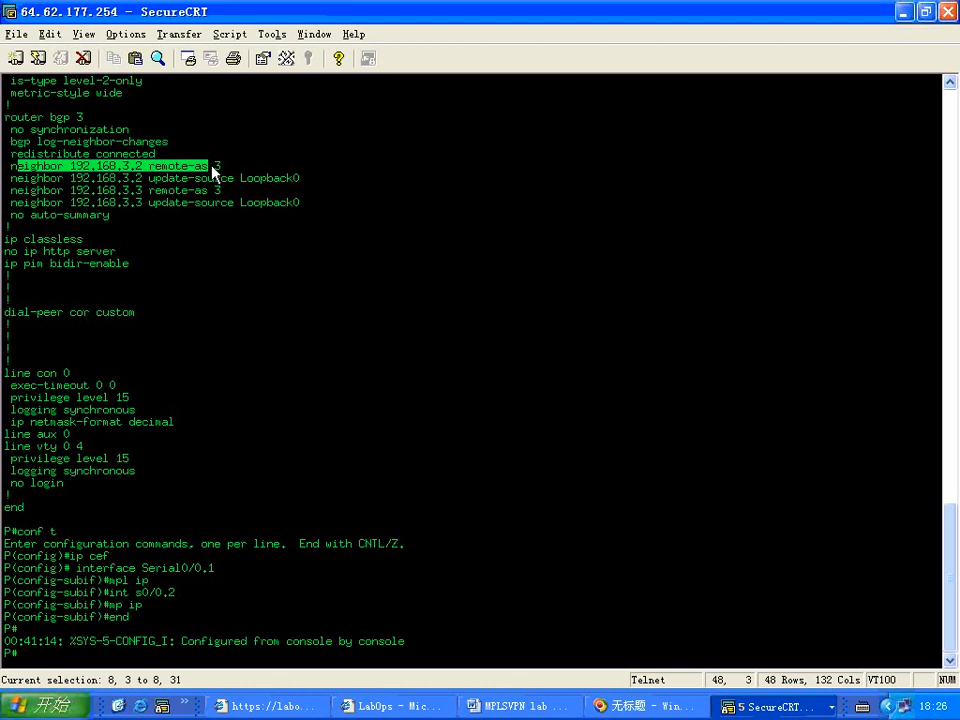 64.62.177.254 - SecureCRT
File Edit View Options Transfer Script Tools Window Help
is-type level-2-only
metric-style wide
!
router bgp 3
no synchronization
bgp log-neighbor-changes
redistribute connected
neighbor 192.168.3.2 remote-as 3
neighbor 192.168.3.2 update-source Loopback0
neighbor 192.168.3.3 remote-as 3
neighbor 192.168.3.3 update-source Loopback0
no auto-summary
!
ip classless
no ip http server
ip pim bidir-enable
!
!
!
dial-peer cor custom
!
!
!
!
line con 0
exec-timeout 0 0
privilege level 15
logging synchronous
ip netmask-format decimal
line aux 0
line vty 0 4
privilege level 15
logging synchronous
no login
!
end
P#conf t
Enter configuration commands, one per line. End with CNTL/Z.
P(config)#ip cef
P(config)# interface Serial0/0.1
P(config-subif)#mpl ip
P(config-subif)#int s0/0.2
P(config-subif)#mp ip
P(config-subif)#end
P#
00:41:14: %SYS-5-CONFIG_I: Configured from console by console
P#
Current selection: 8, 3 to 8, 31 Telnet 48, 3 48 Rows, 132 Cols VT100 NUM
开始 https://labo... LabOps - Mic... MPLSVPN lab ... 无标题 - Win... 5 SecureCRT... 18:26